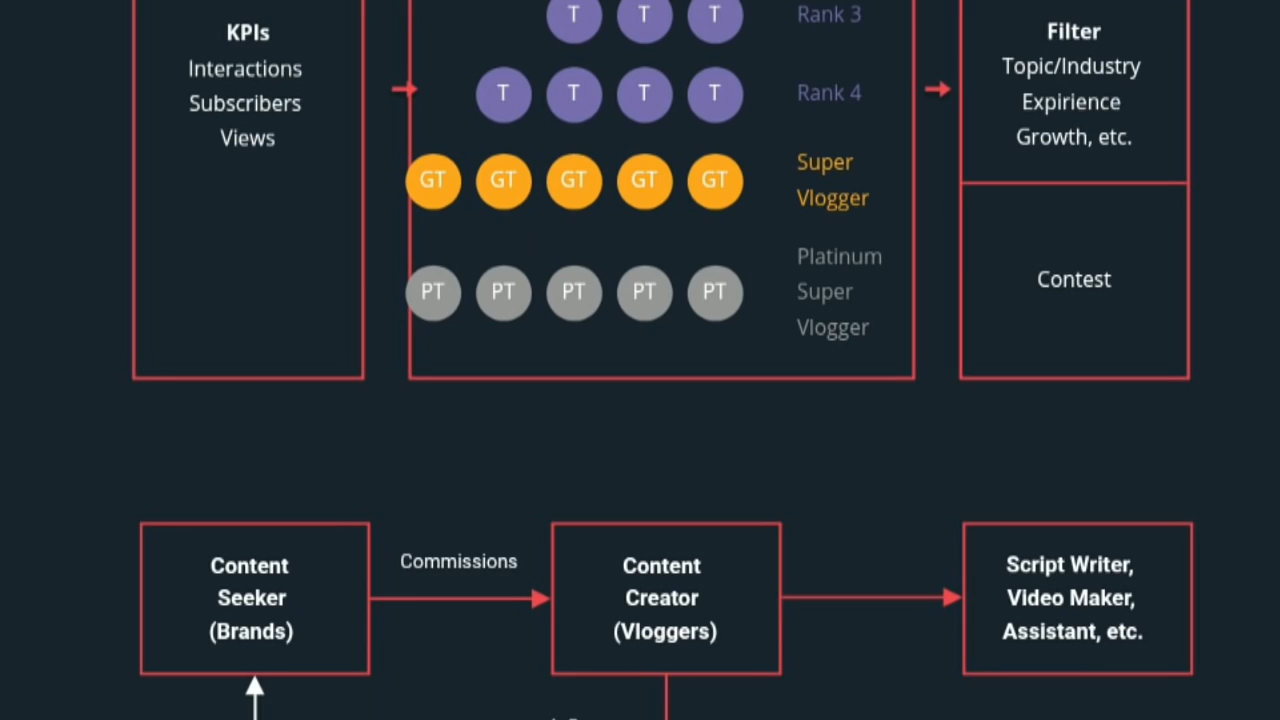 KPIs
Interactions
Subscribers
Views
T T T Rank 3
T T T T Rank 4
GT GT GT GT GT Super
Vlogger
PT PT PT PT PT Platinum
Super
Vlogger
Filter
Topic/Industry
Expirience
Growth, etc.
Contest
Content
Seeker
(Brands)
Commissions
Content
Creator
(Vloggers)
Script Writer,
Video Maker,
Assistant, etc.